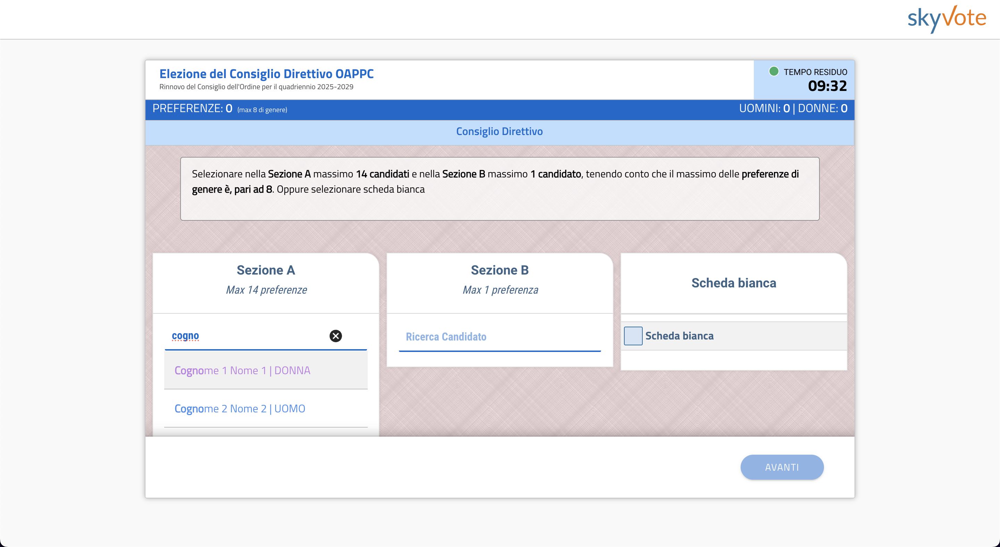 skyvote
Elezione del Consiglio Direttivo OAPPC
Rinnovo del Consiglio dell'Ordine per il quadriennio 2025-2029
TEMPO RESIDUO
09:32
PREFERENZE: 0 (max 8 di genere)
UOMINI: 0 | DONNE: 0
Consiglio Direttivo
Selezionare nella Sezione A massimo 14 candidati e nella Sezione B massimo 1 candidato, tenendo conto che il massimo delle preferenze di
genere è, pari ad 8. Oppure selezionare scheda bianca
Sezione A
Max 14 preferenze
cogno
Cognome 1 Nome 1 | DONNA
Cognome 2 Nome 2 | UOMO
Sezione B
Max 1 preferenza
Ricerca Candidato
Scheda bianca
Scheda bianca
AVANTI